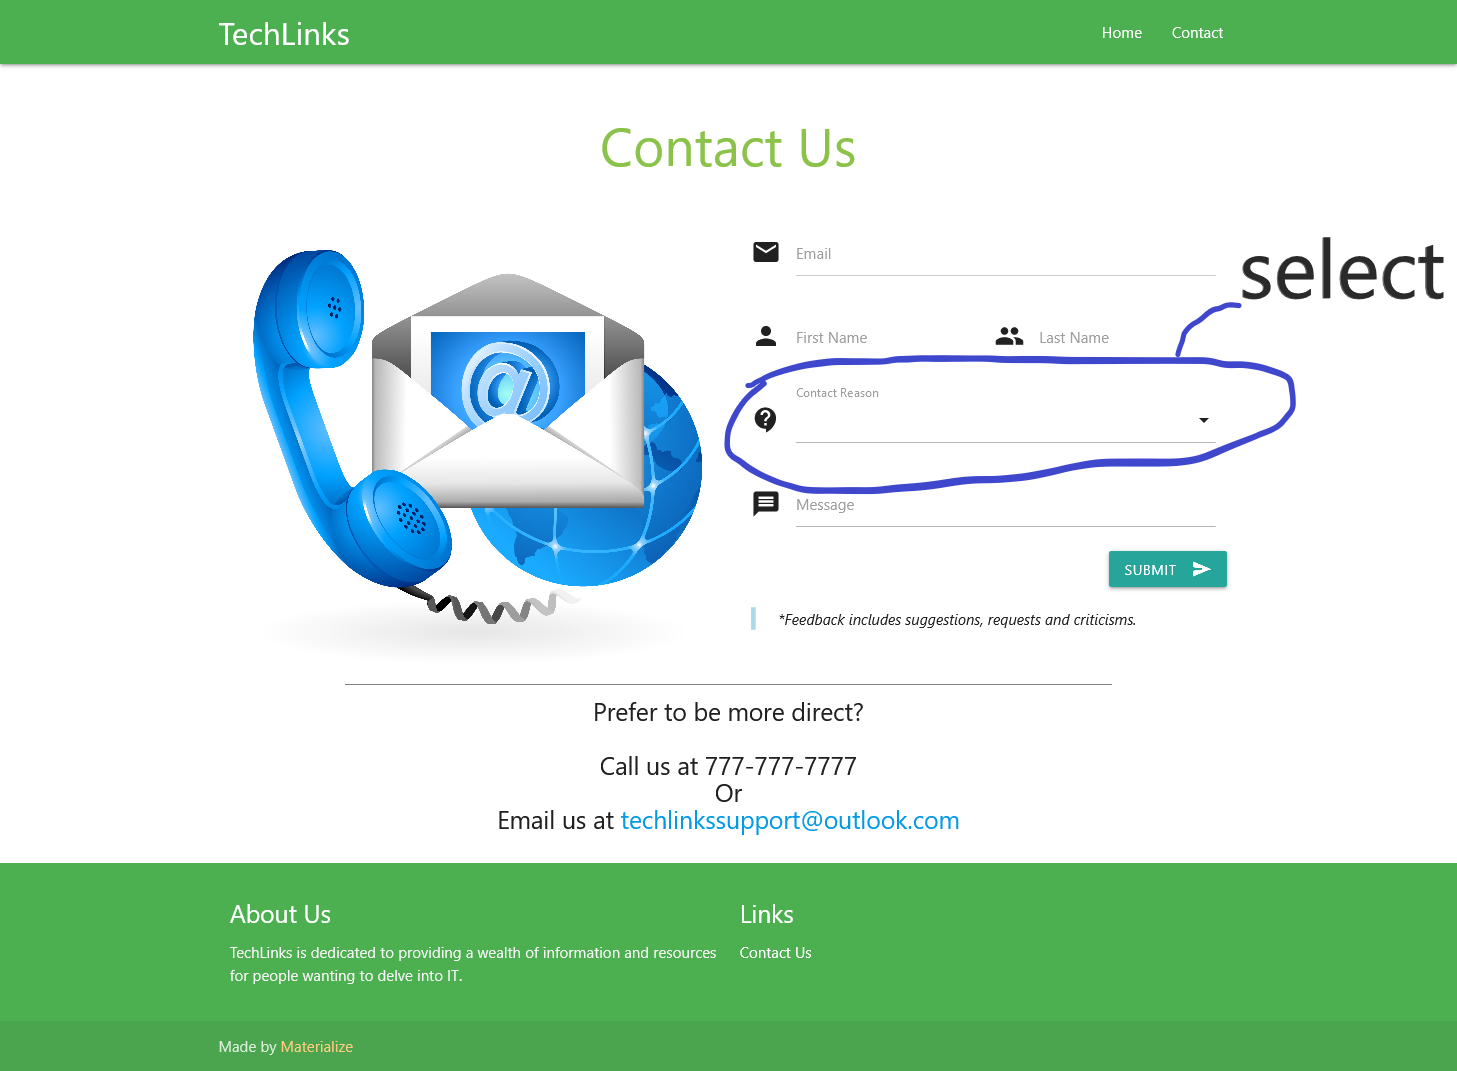 TechLinks
Home
Contact
Contact Us
Email
select
First Name
Last Name
Contact Reason
Message
SUBMIT
*Feedback includes suggestions, requests and criticisms.
Prefer to be more direct?
Call us at 777-777-7777
Or
Email us at techlinkssupport@outlook.com
About Us
TechLinks is dedicated to providing a wealth of information and resources
for people wanting to delve into IT.
Links
Contact Us
Made by Materialize